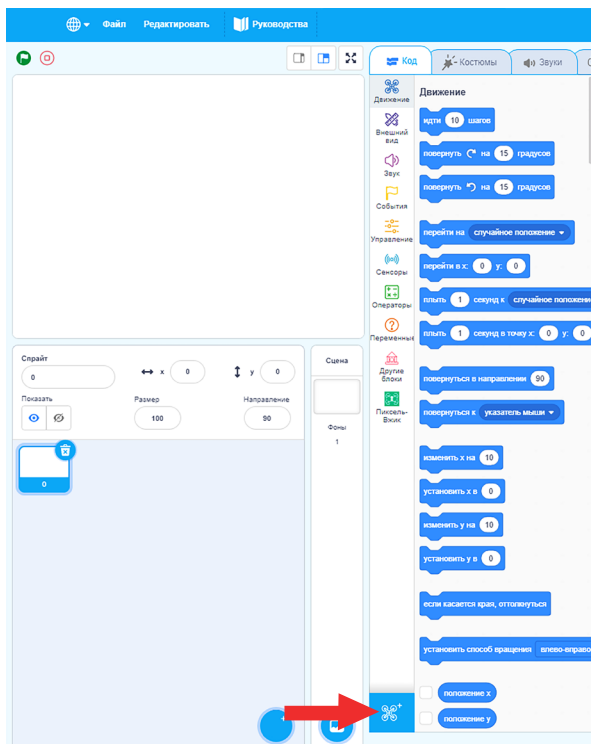 Файл Редактировать Руководства
Код Костюмы Звуки
Спрайт
0
x 0 y 0
Показать Размер Направление
100 90
0
Сцена
Фоны
1
Движение
Внешний
вид
Звук
События
Управление
Сенсоры
Операторы
Переменные
Другие
блоки
Пиксель-
Вжик
Движение
идти 10 шагов
повернуть на 15 градусов
повернуть на 15 градусов
перейти на случайное положение
перейти в x: 0 y: 0
плыть 1 секунд к случайное положени
плыть 1 секунд в точку x: 0 y: 0
повернуться в направлении 90
повернуться к указатель мыши
изменить x на 10
установить x в 0
изменить y на 10
установить y в 0
если касается края, оттолкнуться
установить способ вращения влево-вправо
положение x
положение y